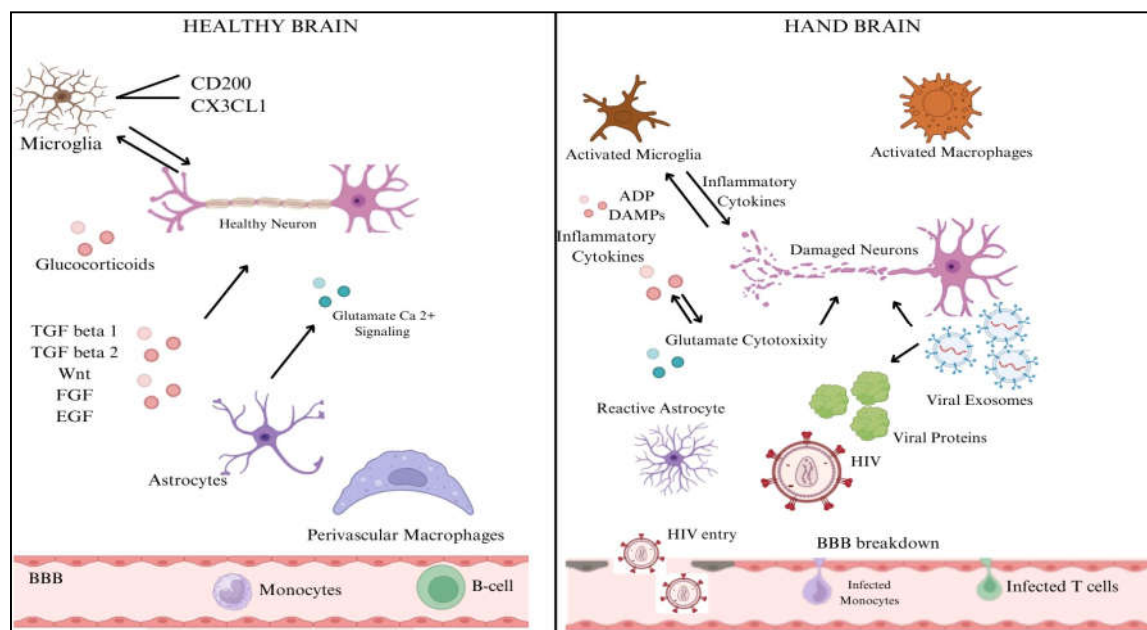 HEALTHY BRAIN
CD200
CX3CL1
Microglia
Healthy Neuron
Glucocorticoids
Glutamate Ca 2+
Signaling
TGF beta 1
TGF beta 2
Wnt
FGF
EGF
Astrocytes
Perivascular Macrophages
BBB
Monocytes
B-cell
HAND BRAIN
Activated Microglia
Activated Macrophages
Inflammatory
Cytokines
ADP
DAMPs
Inflammatory
Cytokines
Damaged Neurons
Glutamate Cytotoxixity
Viral Exosomes
Reactive Astrocyte
Viral Proteins
HIV
HIV entry
BBB breakdown
Infected
Monocytes
Infected T cells